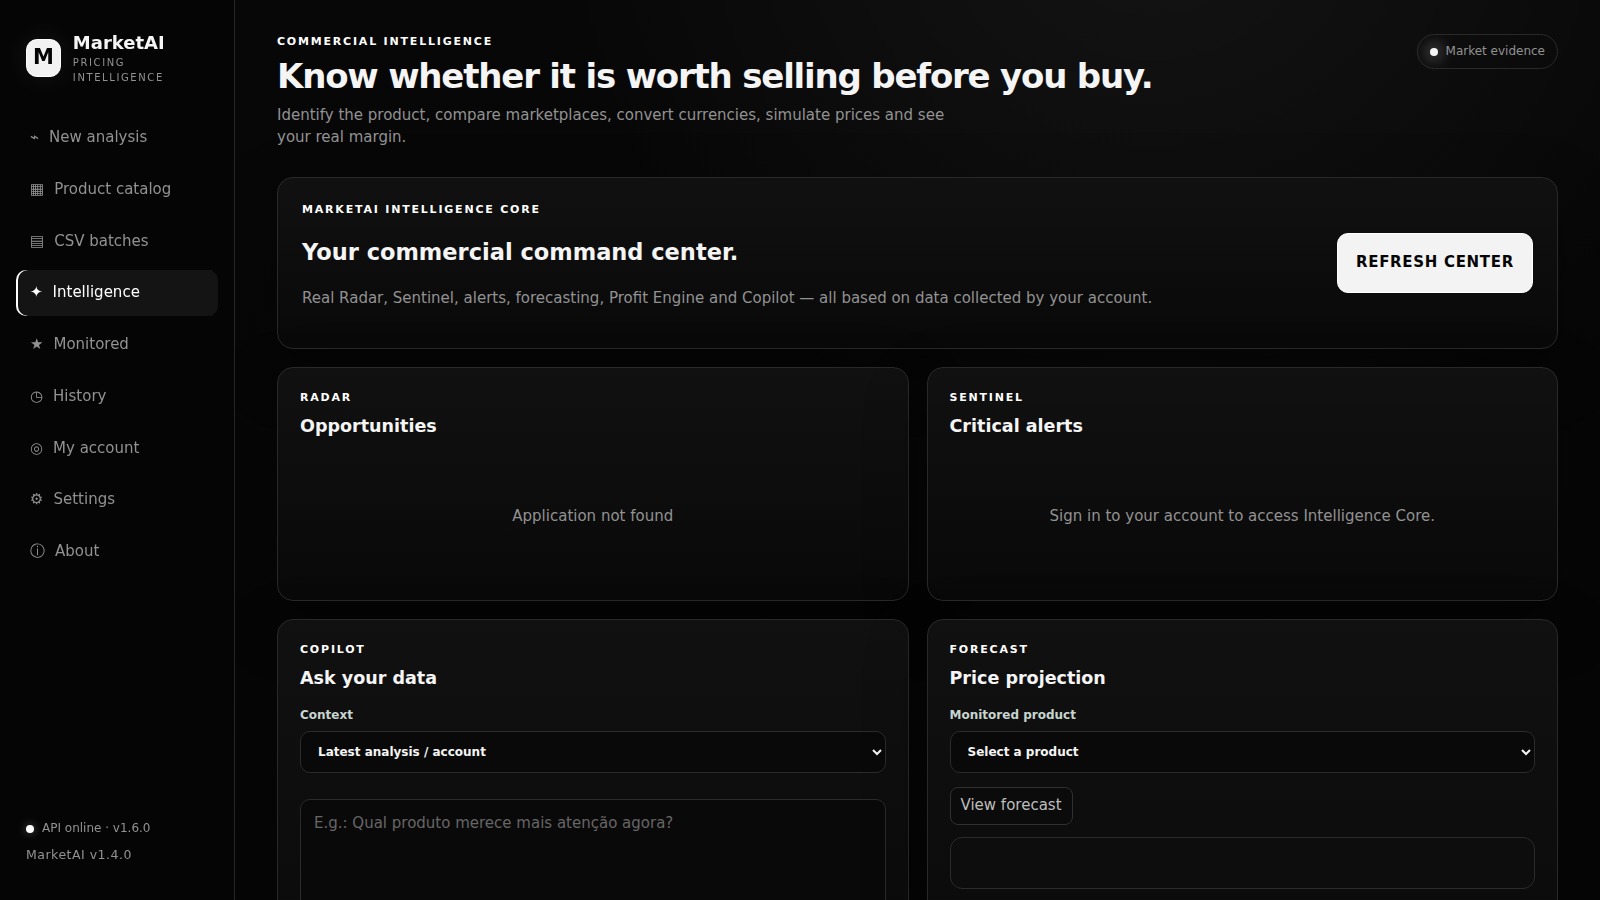 M
MarketAI
PRICING
INTELLIGENCE
New analysis
Product catalog
CSV batches
Intelligence
Monitored
History
My account
Settings
About
API online · v1.6.0
MarketAI v1.4.0
COMMERCIAL INTELLIGENCE
Know whether it is worth selling before you buy.
Identify the product, compare marketplaces, convert currencies, simulate prices and see
your real margin.
Market evidence
MARKETAI INTELLIGENCE CORE
Your commercial command center.
Real Radar, Sentinel, alerts, forecasting, Profit Engine and Copilot — all based on data collected by your account.
REFRESH CENTER
RADAR
Opportunities
Application not found
SENTINEL
Critical alerts
Sign in to your account to access Intelligence Core.
COPILOT
Ask your data
Context
Latest analysis / account
E.g.: Qual produto merece mais atenção agora?
FORECAST
Price projection
Monitored product
Select a product
View forecast